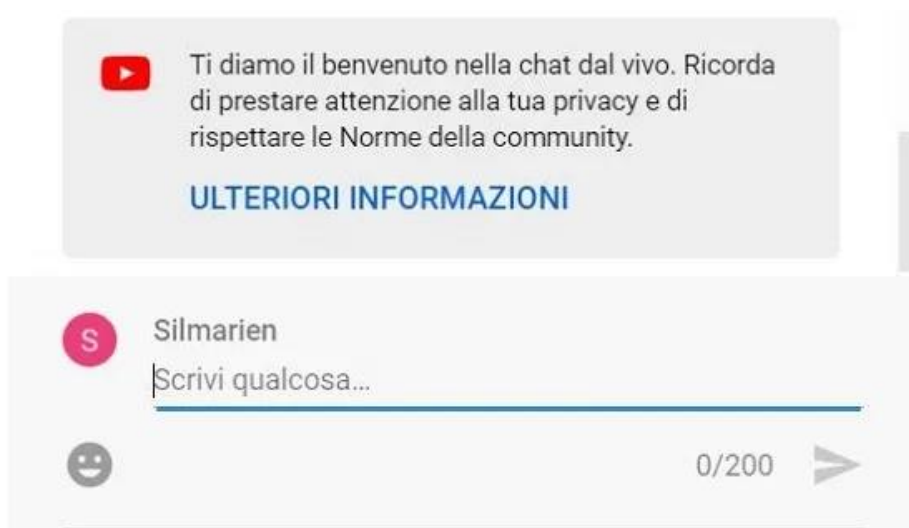 Ti diamo il benvenuto nella chat dal vivo. Ricorda
di prestare attenzione alla tua privacy e di
rispettare le Norme della community.
ULTERIORI INFORMAZIONI
S
Silmarien
Scrivi qualcosa...
0/200